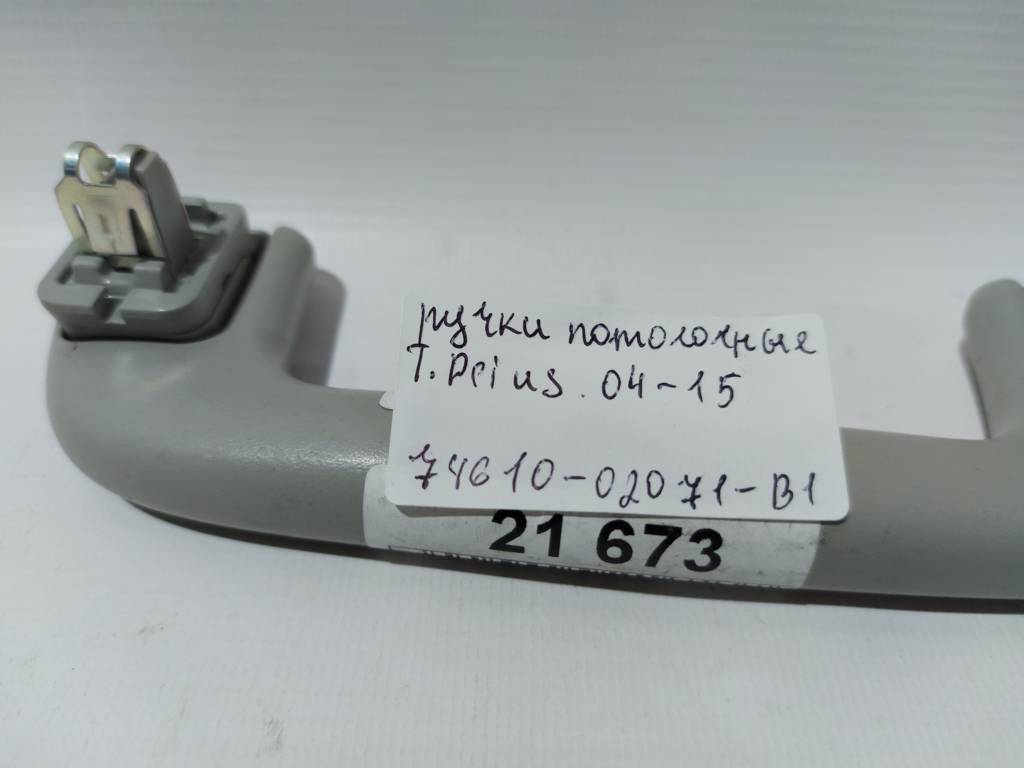 ручки потолочные
T. Prius. 04-15
74610-02071-B1
21 673